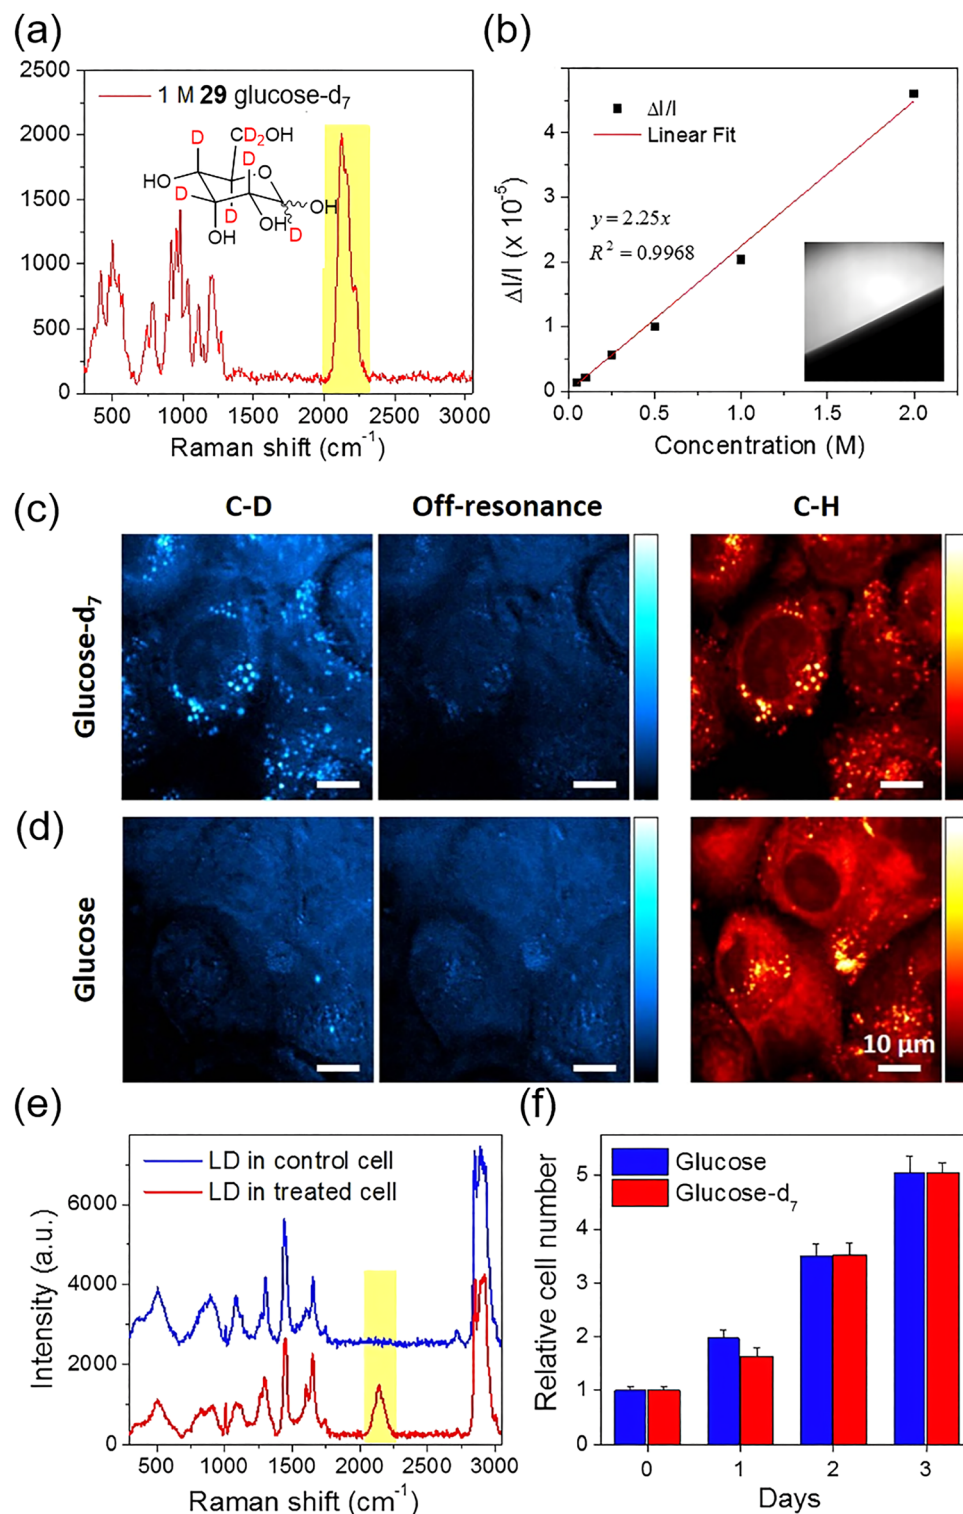 (a)
2500
2000
1500
1000
500
0
1 M 29 glucose-d7
D
CD2OH
D
HO
O
D
HO
OH
D
OH
OH
D
500 1000 1500 2000 2500 3000
Raman shift (cm-1)
(b)
ΔI/I (x 10-5)
4
2
1
0
ΔI/I
Linear Fit
y = 2.25x
R2 = 0.9968
0.0 0.5 1.0 1.5 2.0
Concentration (M)
(c)
C-D Off-resonance C-H
Glucose-d7
(d)
Glucose
10 μm
(e)
Intensity (a.u.)
6000
4000
2000
0
LD in control cell
LD in treated cell
500 1000 1500 2000 2500 3000
Raman shift (cm-1)
(f)
Relative cell number
5
3
2
1
0
Glucose
Glucose-d7
0 1 2 3
Days